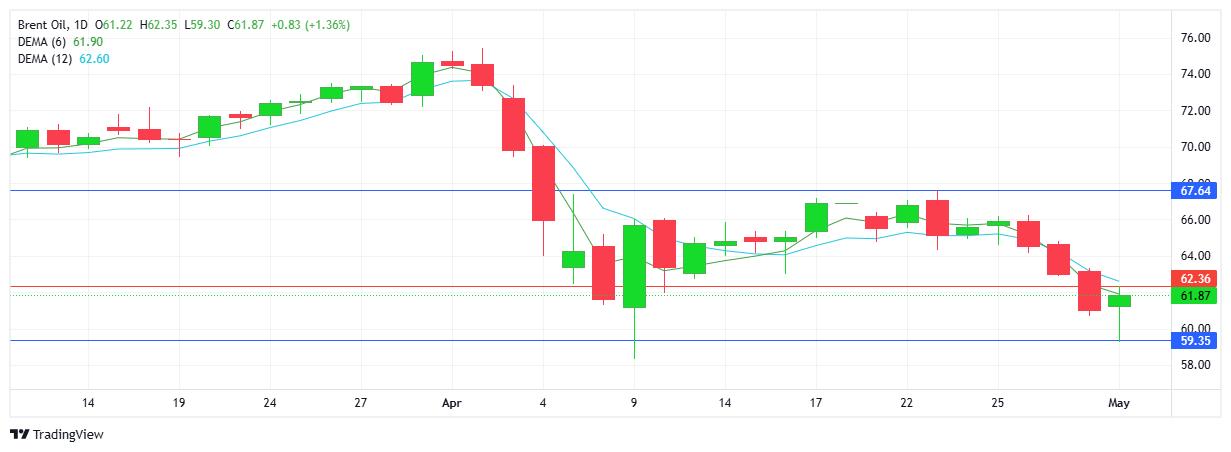 Brent Oil, 1D O61.22 H62.35 L59.30 C61.87 +0.83 (+1.36%)
DEMA (6) 61.90
DEMA (12) 62.60
76.00
74.00
72.00
70.00
67.64
66.00
64.00
62.36
61.87
60.00
59.35
58.00
14 19 24 27 Apr 4 9 14 17 22 25 May
TradingView